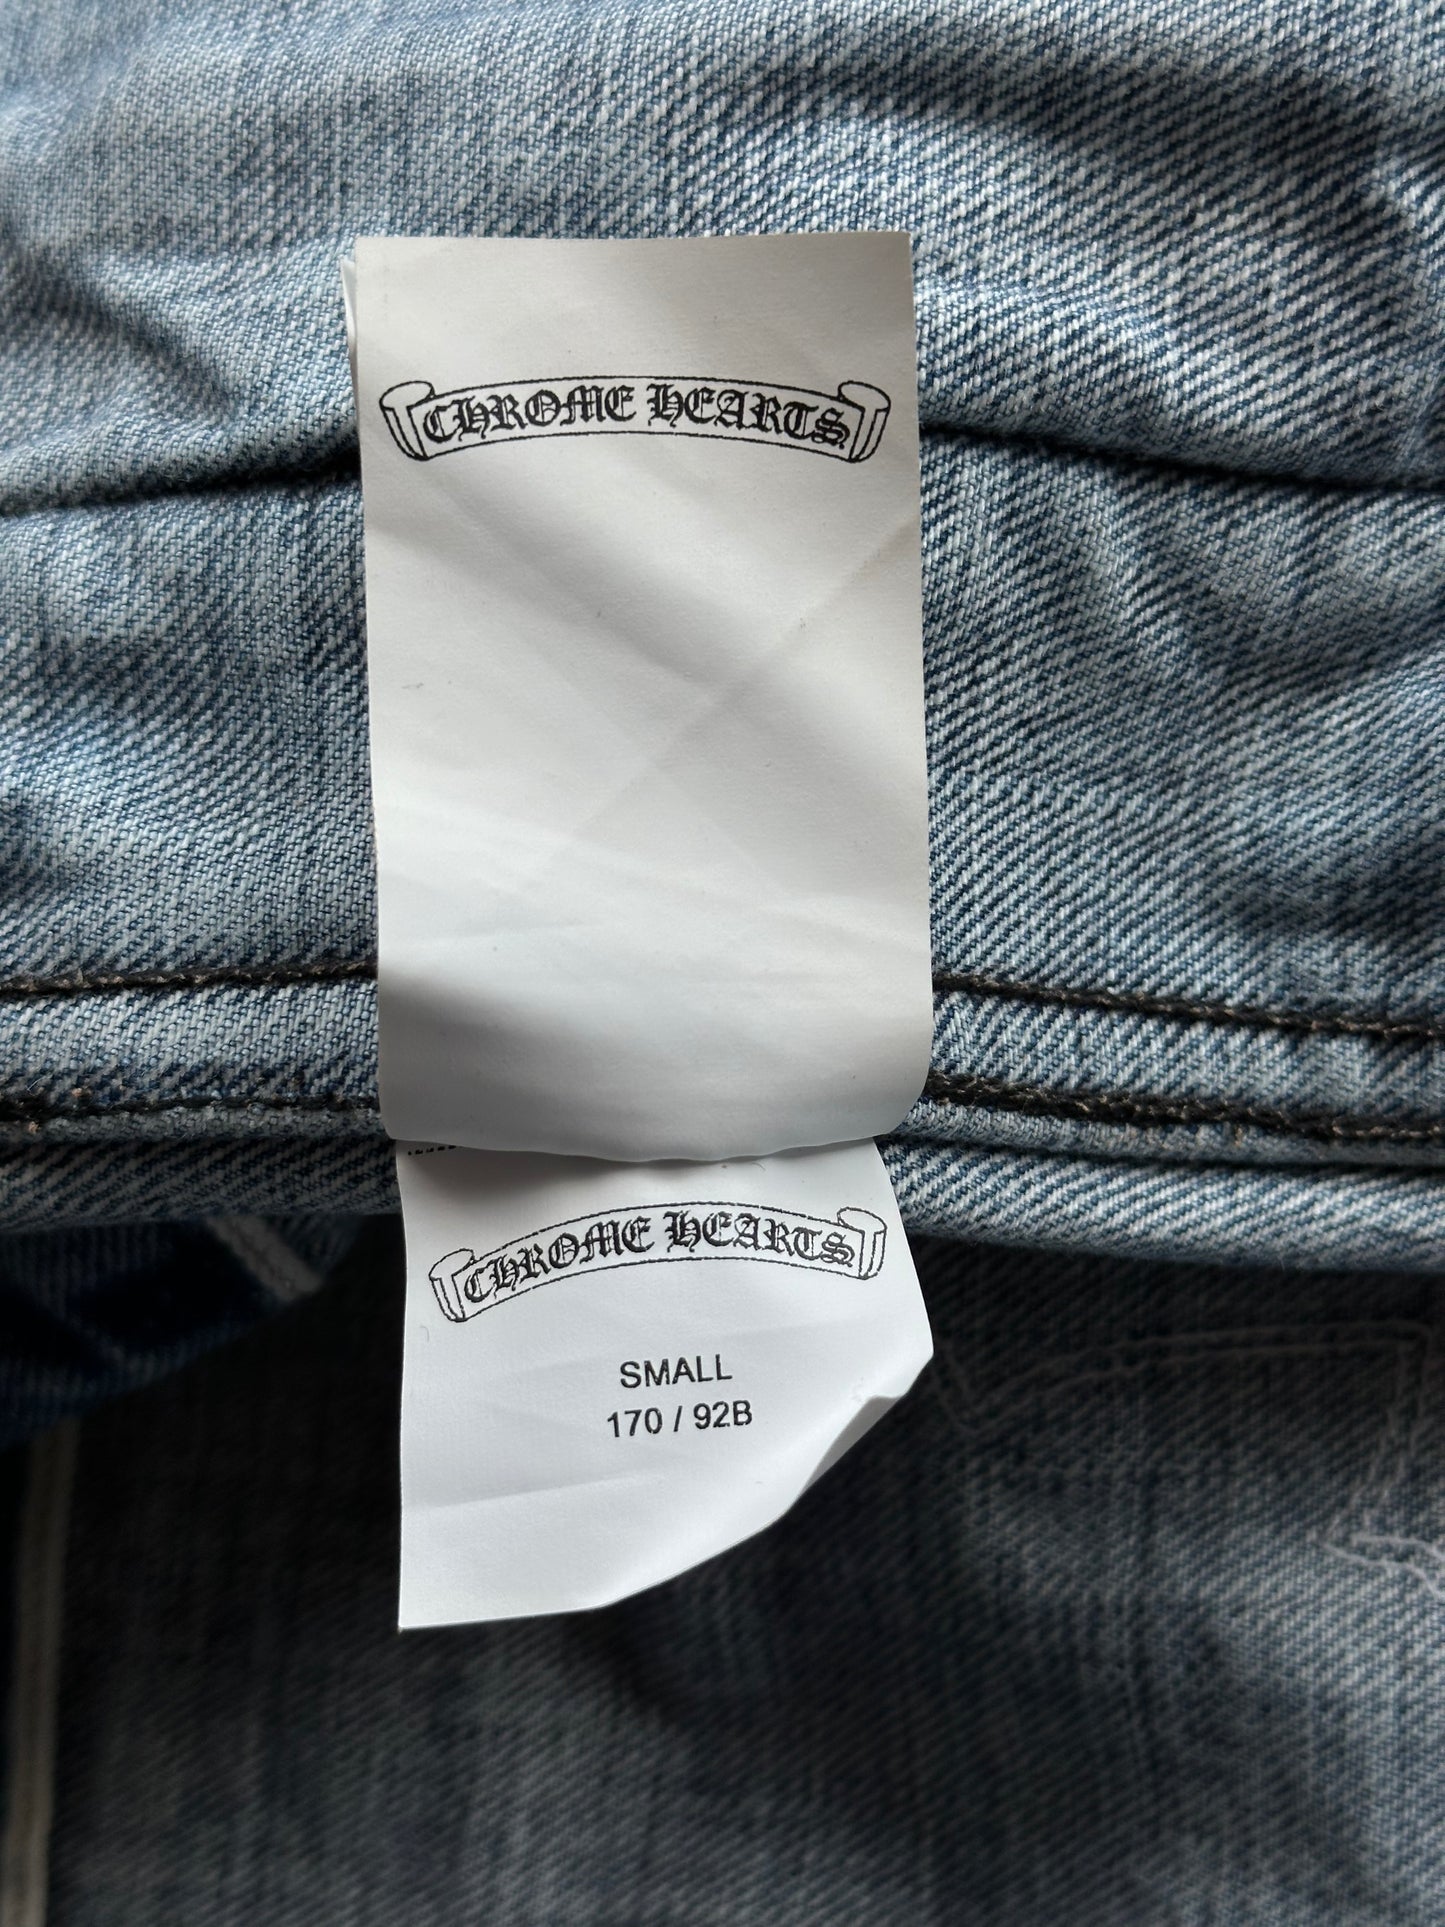 CHROME HEARTS
CHROME HEARTS
SMALL
170 / 92B